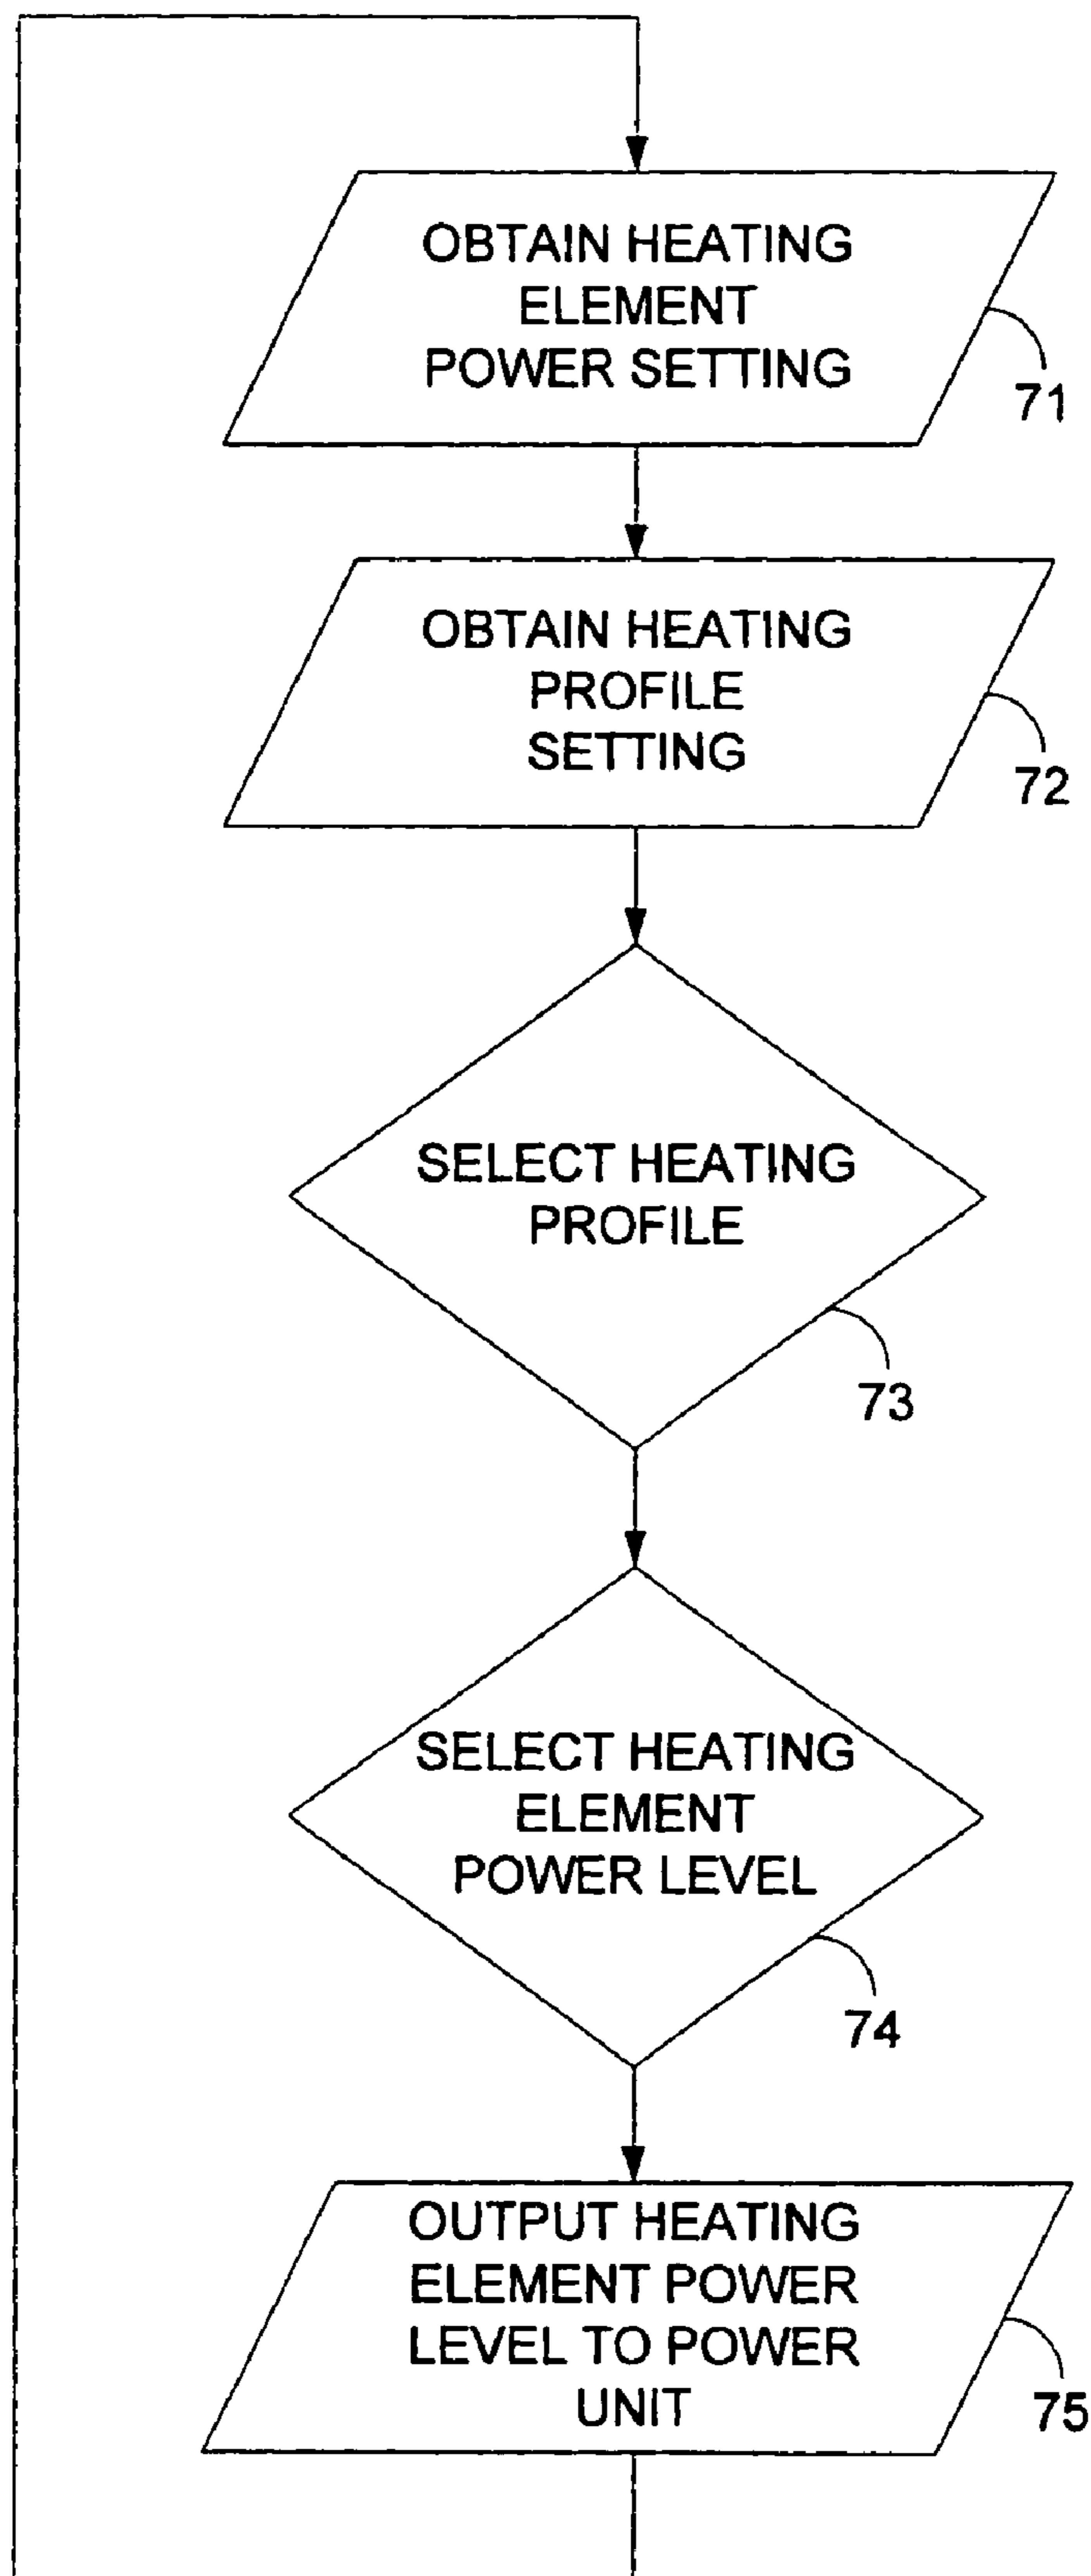 OBTAIN HEATING
ELEMENT
POWER SETTING
71
OBTAIN HEATING
PROFILE
SETTING
72
SELECT HEATING
PROFILE
73
SELECT HEATING
ELEMENT
POWER LEVEL
74
OUTPUT HEATING
ELEMENT POWER
LEVEL TO POWER
UNIT
75